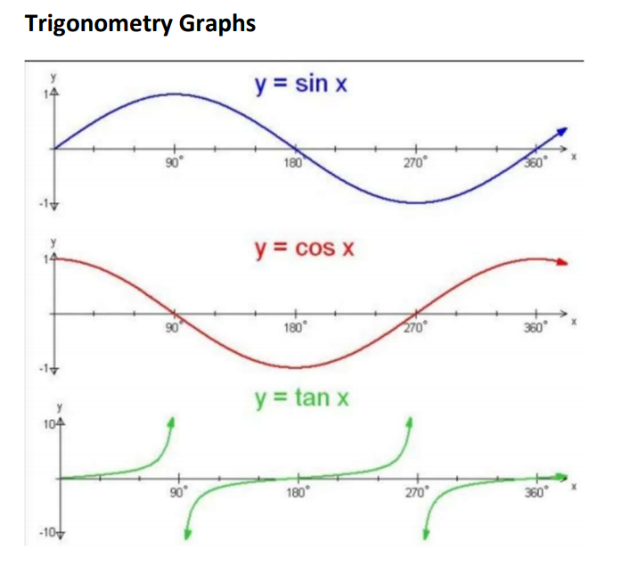 Trigonometry Graphs
y
y = sin x
1
90°
180°
270°
360°
x
-1
y
y = cos x
1
90°
180°
270°
360°
x
-1
y = tan x
y
10
90°
180°
270°
360°
x
-10